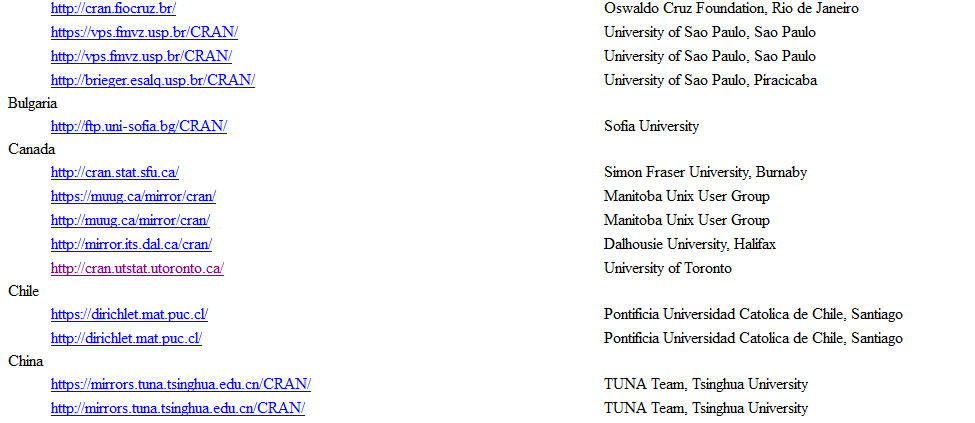 http://cran.fiocruz.br/ Oswaldo Cruz Foundation, Rio de Janeiro
https://vps.fmvz.usp.br/CRAN/ University of Sao Paulo, Sao Paulo
http://vps.fmvz.usp.br/CRAN/ University of Sao Paulo, Sao Paulo
http://brieger.esalq.usp.br/CRAN/ University of Sao Paulo, Piracicaba
Bulgaria
http://ftp.uni-sofia.bg/CRAN/ Sofia University
Canada
http://cran.stat.sfu.ca/ Simon Fraser University, Burnaby
https://muug.ca/mirror/cran/ Manitoba Unix User Group
http://muug.ca/mirror/cran/ Manitoba Unix User Group
http://mirror.its.dal.ca/cran/ Dalhousie University, Halifax
http://cran.utstat.utoronto.ca/ University of Toronto
Chile
https://dirichlet.mat.puc.cl/ Pontificia Universidad Catolica de Chile, Santiago
http://dirichlet.mat.puc.cl/ Pontificia Universidad Catolica de Chile, Santiago
China
https://mirrors.tuna.tsinghua.edu.cn/CRAN/ TUNA Team, Tsinghua University
http://mirrors.tuna.tsinghua.edu.cn/CRAN/ TUNA Team, Tsinghua University